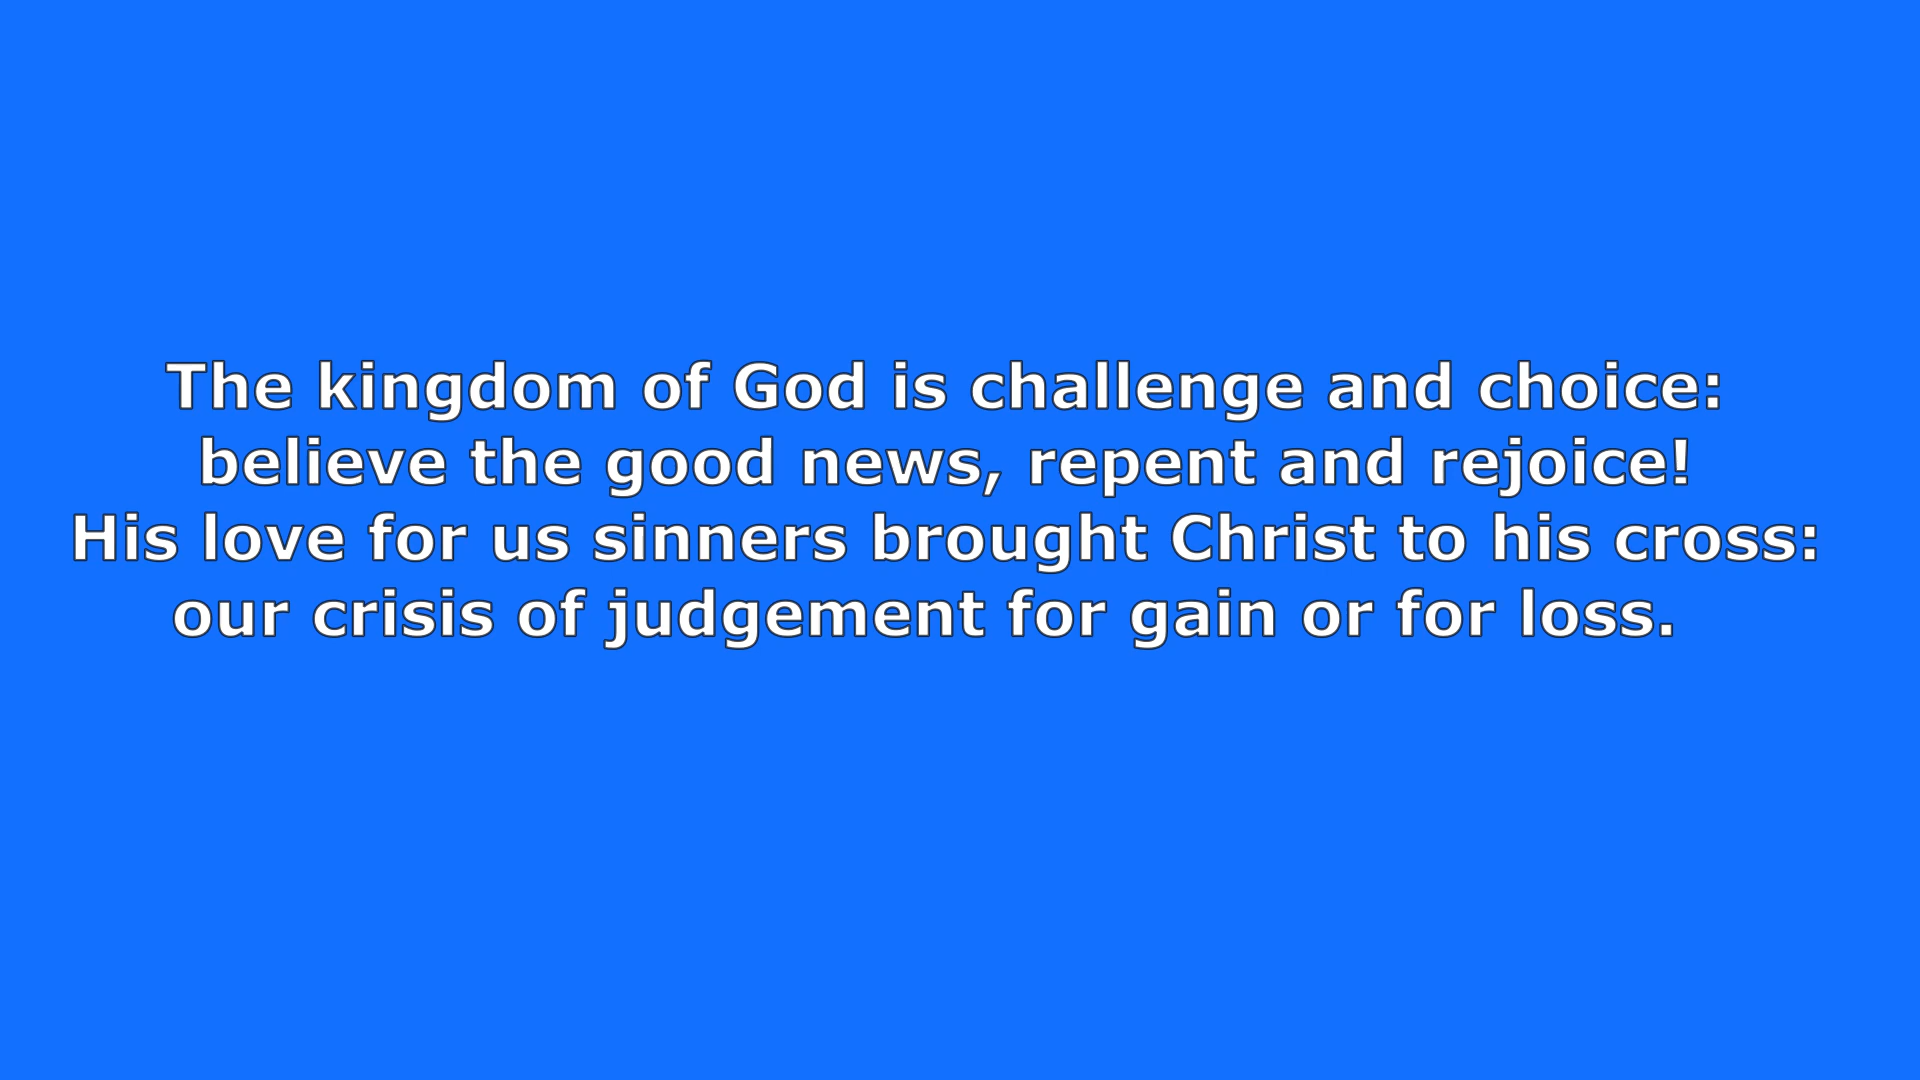 The kingdom of God is challenge and choice:
believe the good news, repent and rejoice!
His love for us sinners brought Christ to his cross:
our crisis of judgement for gain or for loss.